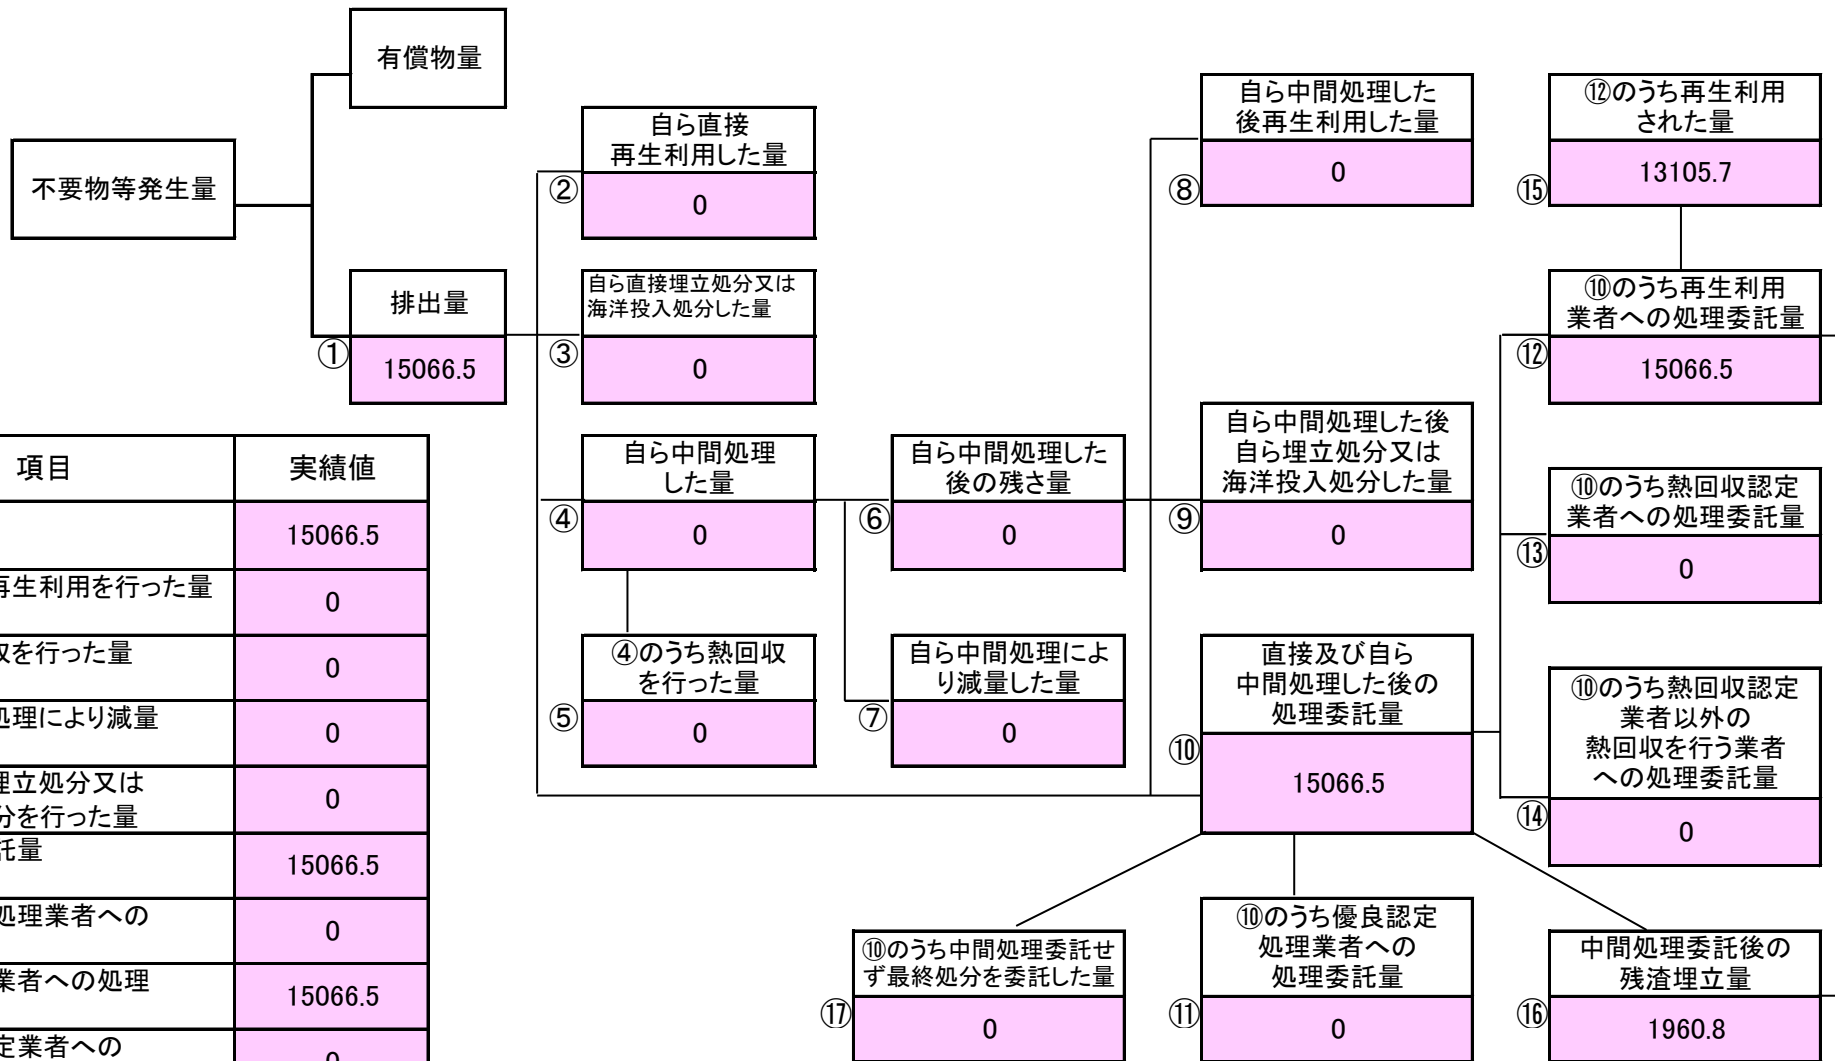 有償物量
不要物等発生量
排出量
①
15066.5
自ら直接
再生利用した量
②
0
自ら直接埋立処分又は
海洋投入処分した量
③
0
自ら中間処理
した量
④
0
④のうち熱回収
を行った量
⑤
0
自ら中間処理した
後の残さ量
⑥
0
自ら中間処理によ
り減量した量
⑦
0
自ら中間処理した
後再生利用した量
⑧
0
自ら中間処理した後
自ら埋立処分又は
海洋投入処分した量
⑨
0
直接及び自ら
中間処理した後の
処理委託量
⑩
15066.5
⑫のうち再生利用
された量
⑮
13105.7
⑩のうち再生利用
業者への処理委託量
⑫
15066.5
⑩のうち熱回収認定
業者への処理委託量
⑬
0
⑩のうち熱回収認定
業者以外の
熱回収を行う業者
への処理委託量
⑭
0
⑩のうち中間処理委託せ
ず最終処分を委託した量
⑰
0
⑩のうち優良認定
処理業者への
処理委託量
⑪
0
中間処理委託後の
残渣埋立量
⑯
1960.8
項目 実績値
15066.5
再生利用を行った量
0
を行った量
0
処理により減量
0
埋立処分又は
分を行った量
0
託量
15066.5
処理業者への
0
業者への処理
15066.5
定業者への
0